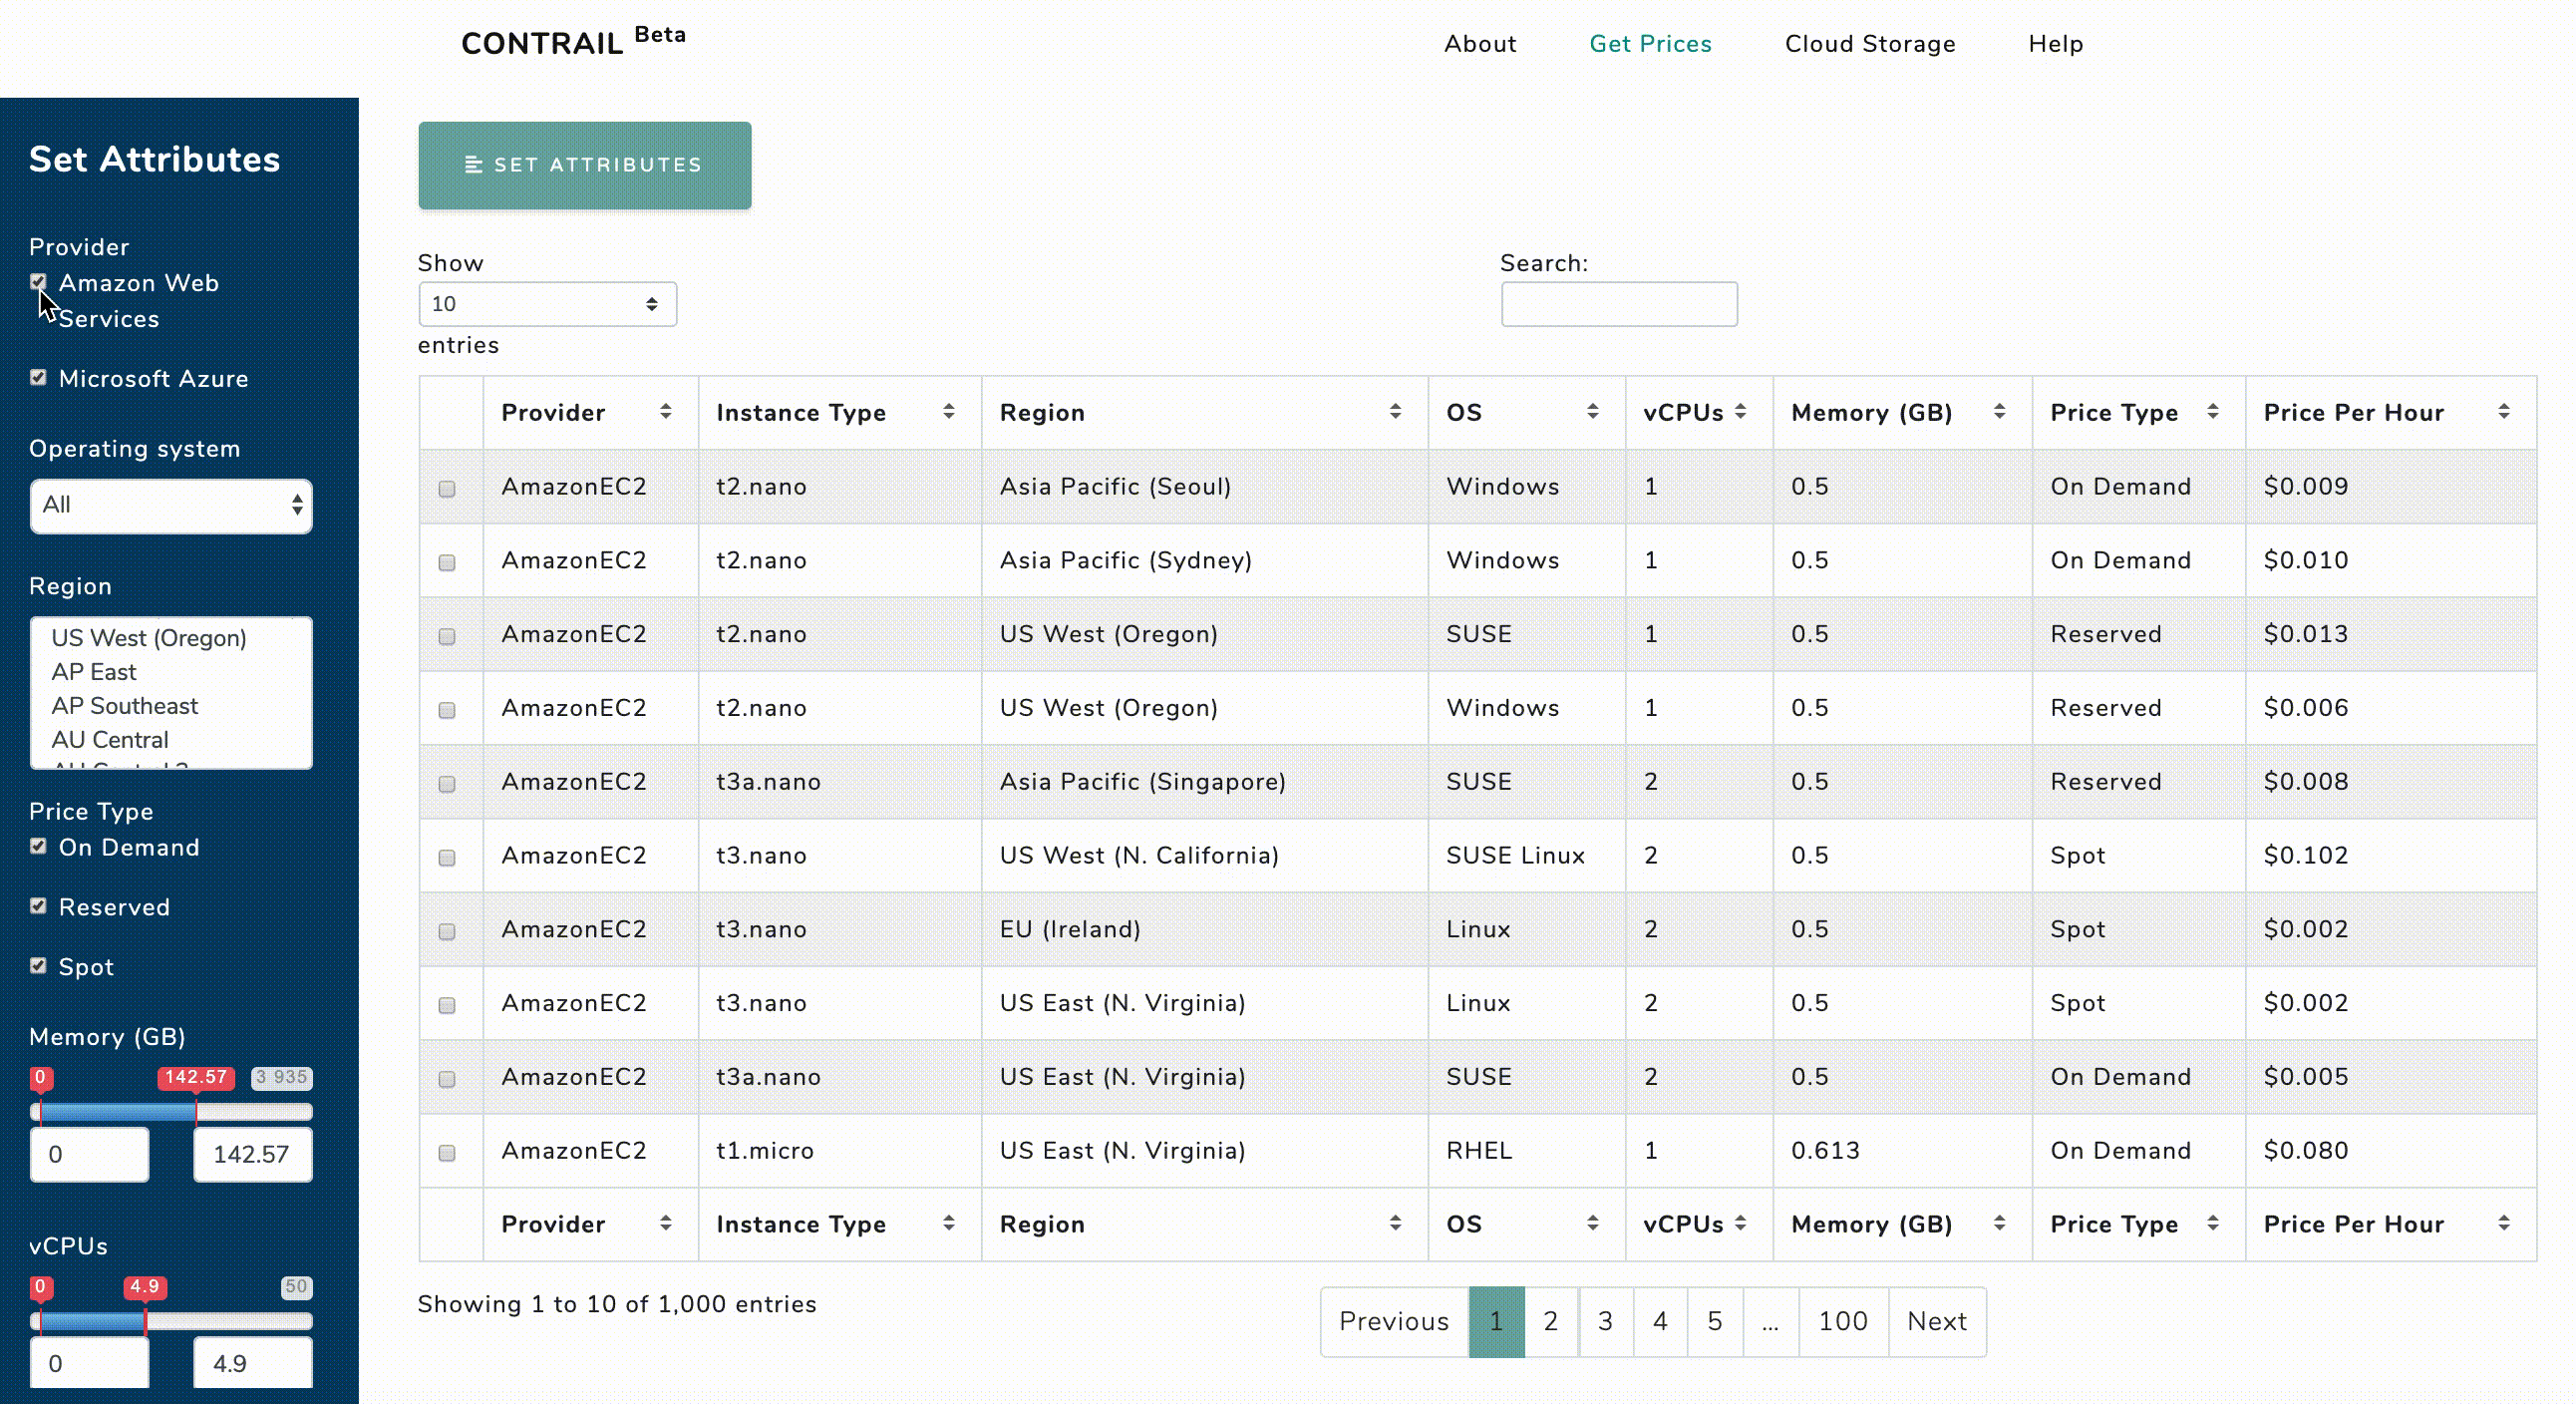 CONTRAIL Beta
About Get Prices Cloud Storage Help
Set Attributes
Provider
Amazon Web
Services
Microsoft Azure
Operating system
All
Region
US West (Oregon)
AP East
AP Southeast
AU Central
Price Type
On Demand
Reserved
Spot
Memory (GB)
0 142.57 3 935
0 142.57
vCPUs
0 4.9 50
0 4.9
SET ATTRIBUTES
Show
10
entries
Search:
Provider Instance Type Region OS vCPUs Memory (GB) Price Type Price Per Hour
AmazonEC2 t2.nano Asia Pacific (Seoul) Windows 1 0.5 On Demand $0.009
AmazonEC2 t2.nano Asia Pacific (Sydney) Windows 1 0.5 On Demand $0.010
AmazonEC2 t2.nano US West (Oregon) SUSE 1 0.5 Reserved $0.013
AmazonEC2 t2.nano US West (Oregon) Windows 1 0.5 Reserved $0.006
AmazonEC2 t3a.nano Asia Pacific (Singapore) SUSE 2 0.5 Reserved $0.008
AmazonEC2 t3.nano US West (N. California) SUSE Linux 2 0.5 Spot $0.102
AmazonEC2 t3.nano EU (Ireland) Linux 2 0.5 Spot $0.002
AmazonEC2 t3.nano US East (N. Virginia) Linux 2 0.5 Spot $0.002
AmazonEC2 t3a.nano US East (N. Virginia) SUSE 2 0.5 On Demand $0.005
AmazonEC2 t1.micro US East (N. Virginia) RHEL 1 0.613 On Demand $0.080
Provider Instance Type Region OS vCPUs Memory (GB) Price Type Price Per Hour
Showing 1 to 10 of 1,000 entries
Previous 1 2 3 4 5 ... 100 Next